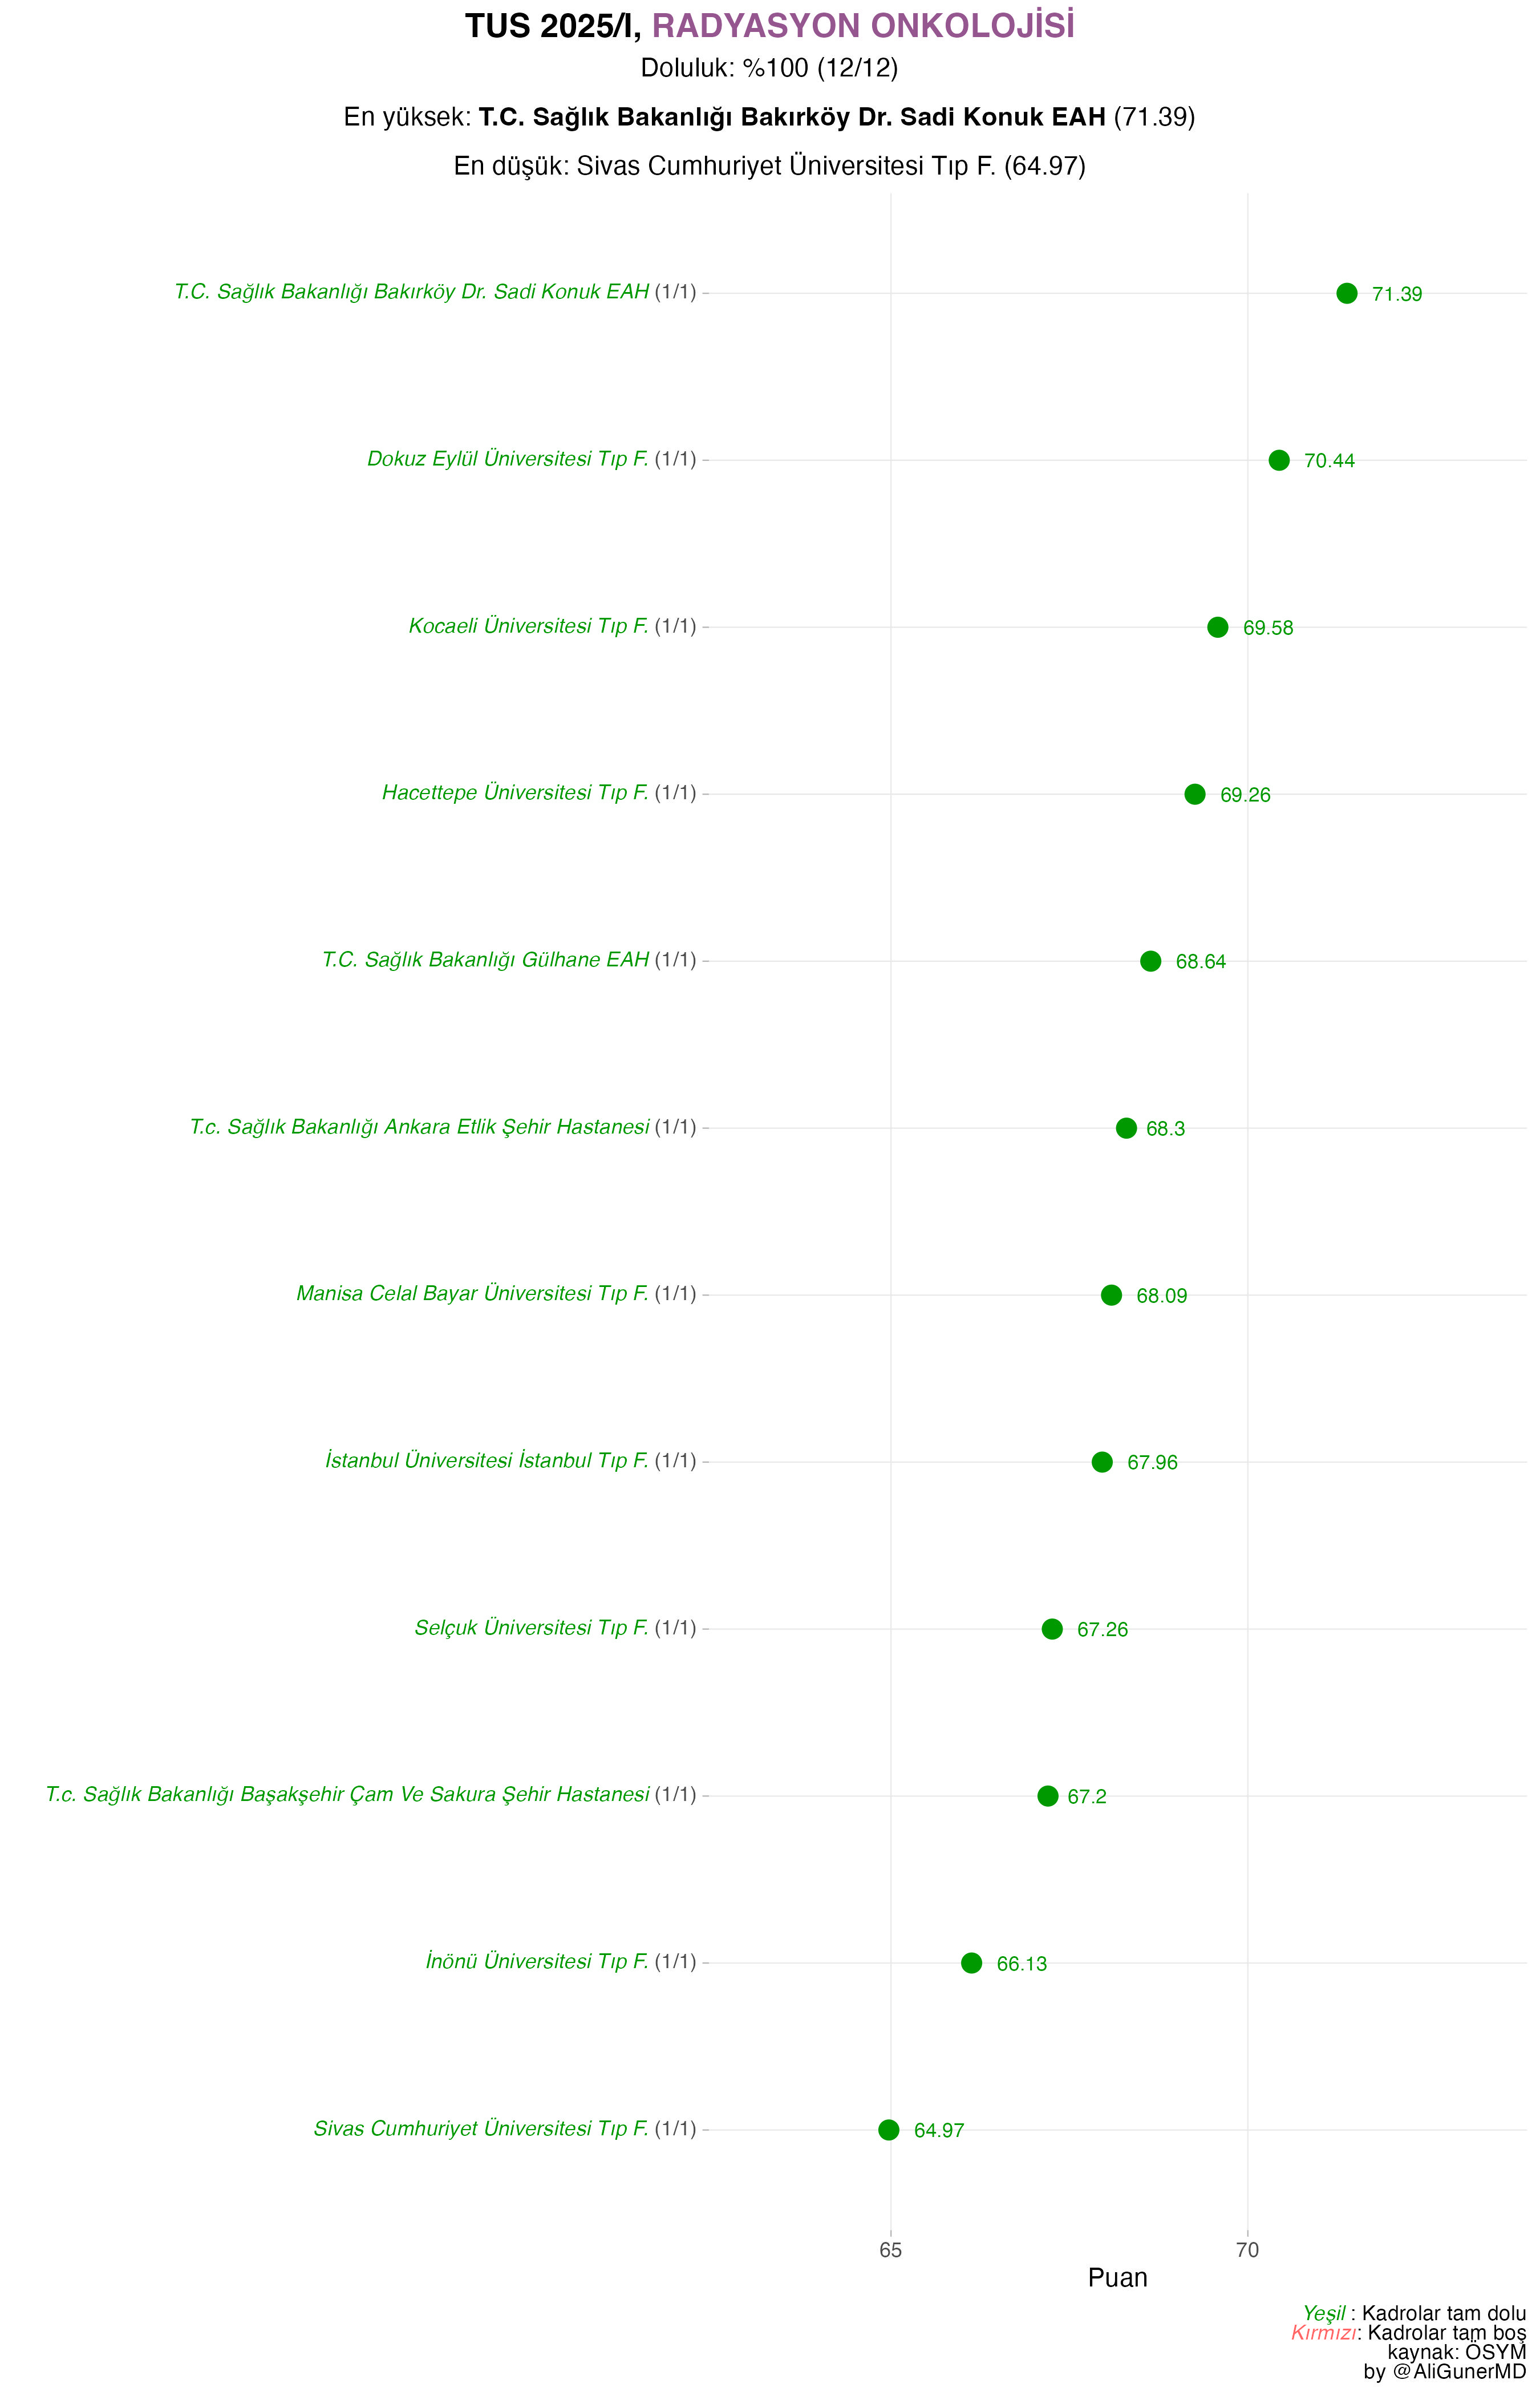 TUS 2025/I, RADYASYON ONKOLOJİSİ
Doluluk: %100 (12/12)
En yüksek: T.C. Sağlık Bakanlığı Bakırköy Dr. Sadi Konuk EAH (71.39)
En düşük: Sivas Cumhuriyet Üniversitesi Tıp F. (64.97)
T.C. Sağlık Bakanlığı Bakırköy Dr. Sadi Konuk EAH (1/1) 71.39
Dokuz Eylül Üniversitesi Tıp F. (1/1) 70.44
Kocaeli Üniversitesi Tıp F. (1/1) 69.58
Hacettepe Üniversitesi Tıp F. (1/1) 69.26
T.C. Sağlık Bakanlığı Gülhane EAH (1/1) 68.64
T.c. Sağlık Bakanlığı Ankara Etlik Şehir Hastanesi (1/1) 68.3
Manisa Celal Bayar Üniversitesi Tıp F. (1/1) 68.09
İstanbul Üniversitesi İstanbul Tıp F. (1/1) 67.96
Selçuk Üniversitesi Tıp F. (1/1) 67.26
T.c. Sağlık Bakanlığı Başakşehir Çam Ve Sakura Şehir Hastanesi (1/1) 67.2
İnönü Üniversitesi Tıp F. (1/1) 66.13
Sivas Cumhuriyet Üniversitesi Tıp F. (1/1) 64.97
65 70
Puan
Yeşil : Kadrolar tam dolu
Kırmızı: Kadrolar tam boş
kaynak: ÖSYM
by @AliGunerMD